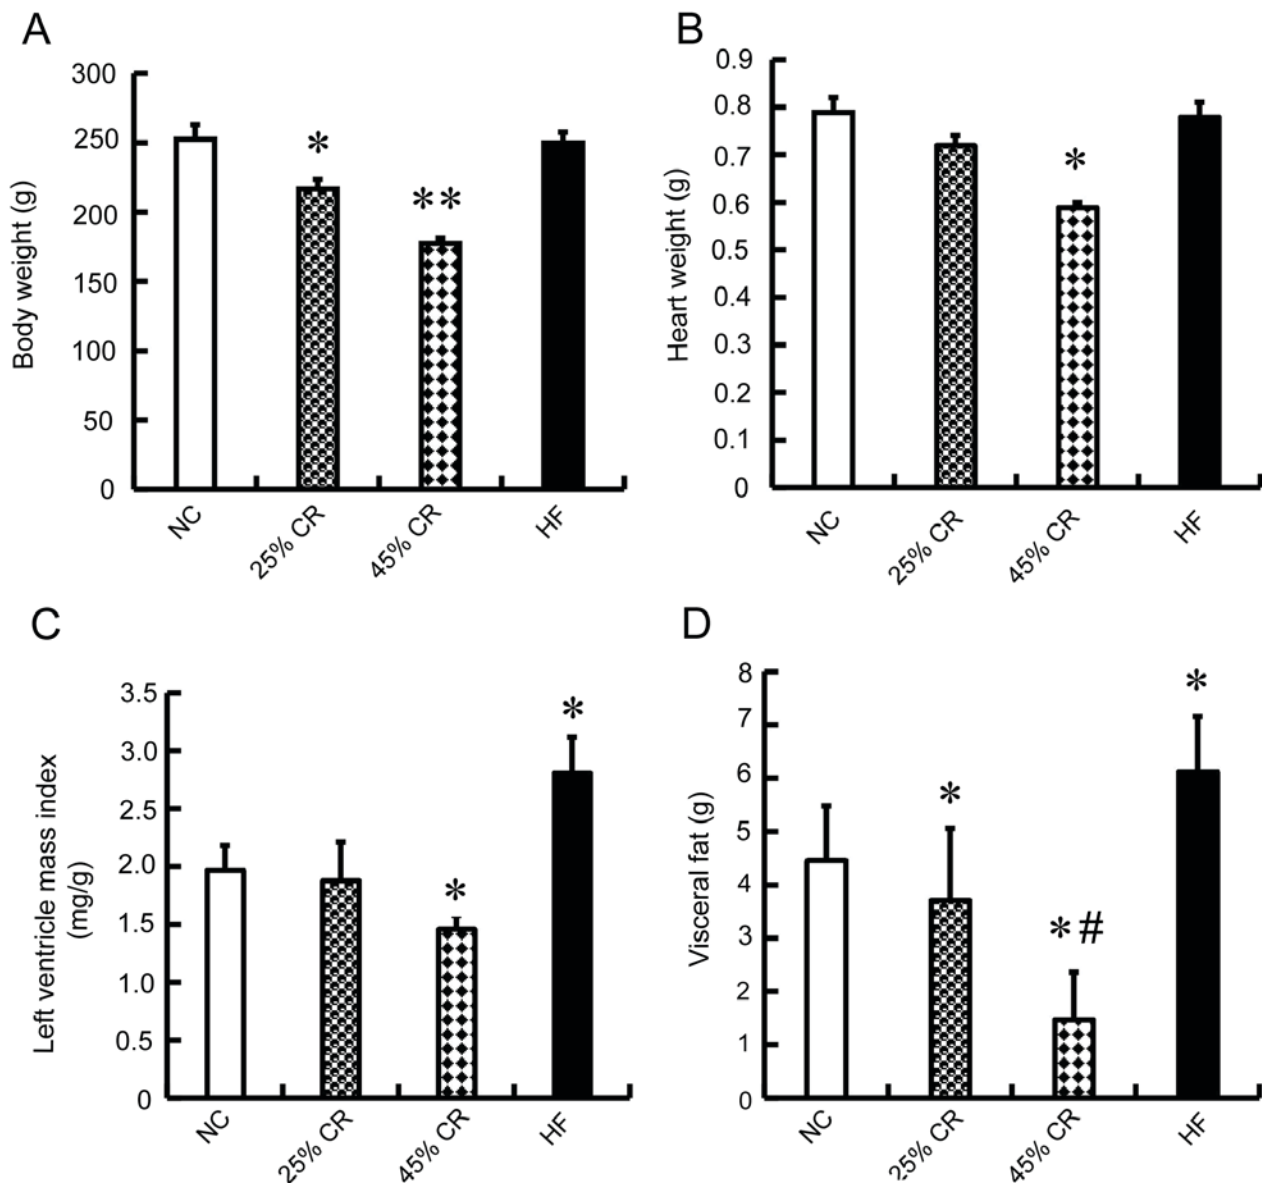 A
Body weight (g)
300
250
200
150
100
50
0
*
**
NC
25% CR
45% CR
HF
B
Heart weight (g)
0.9
0.8
0.7
0.6
0.5
0.4
0.3
0.2
0.1
0
*
NC
25% CR
45% CR
HF
C
Left ventricle mass index
(mg/g)
3.5
3.0
2.5
2.0
1.5
1.0
0.5
0
*
*
NC
25% CR
45% CR
HF
D
Visceral fat (g)
8
7
6
5
4
3
2
1
0
*
*#
*
NC
25% CR
45% CR
HF